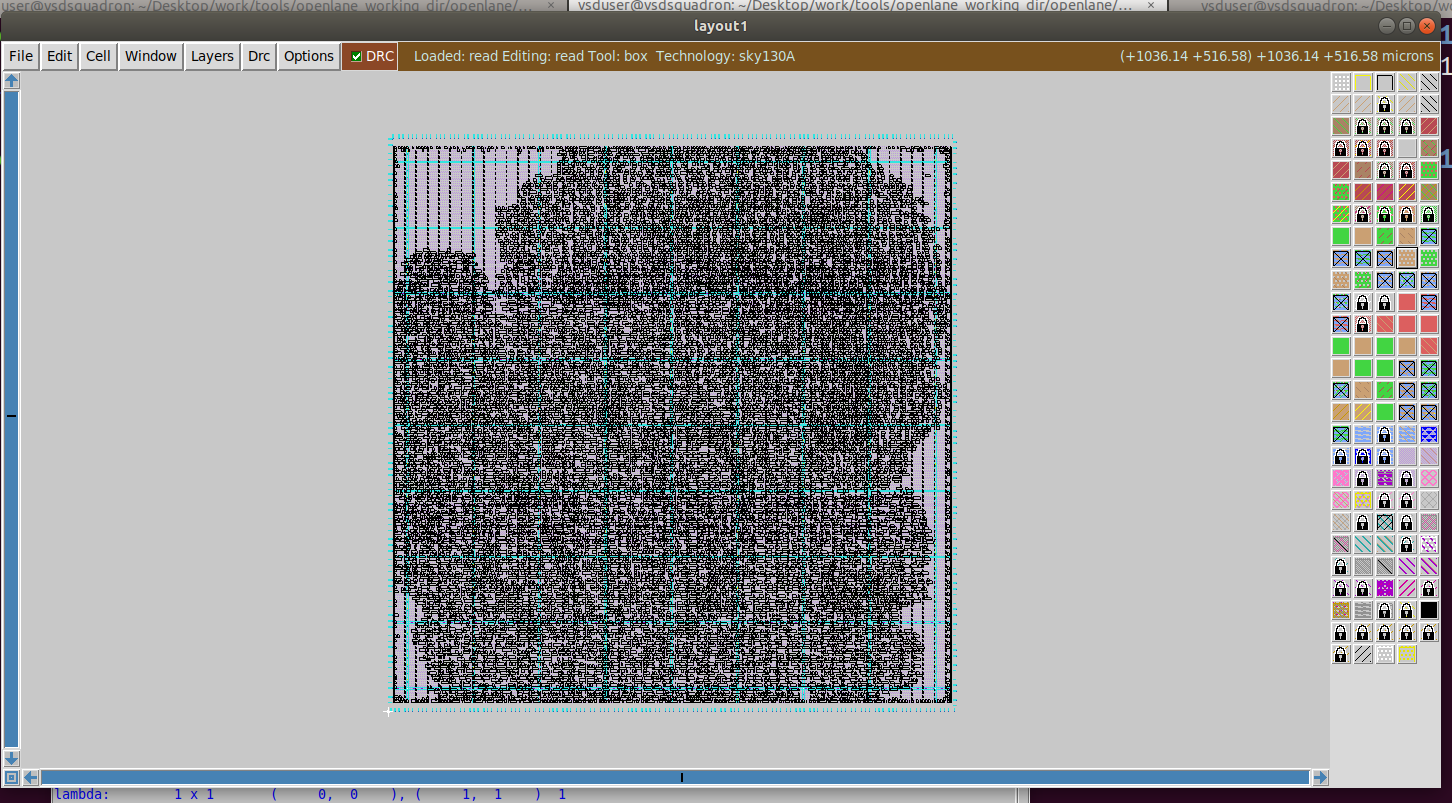 user@vsdsquadron: ~/Desktop/work/tools/openlane_working_dir/openlane/... × vsduser@vsdsquadron: ~/Desktop/work/tools/openlane_working_dir/openlane/... × vsduser@vsdsquadron: ~/Desktop/wo
layout1
File Edit Cell Window Layers Drc Options DRC Loaded: read Editing: read Tool: box Technology: sky130A (+1036.14 +516.58) +1036.14 +516.58 microns
lambda: 1 x 1 ( 0, 0 ), ( 1, 1 ) 1